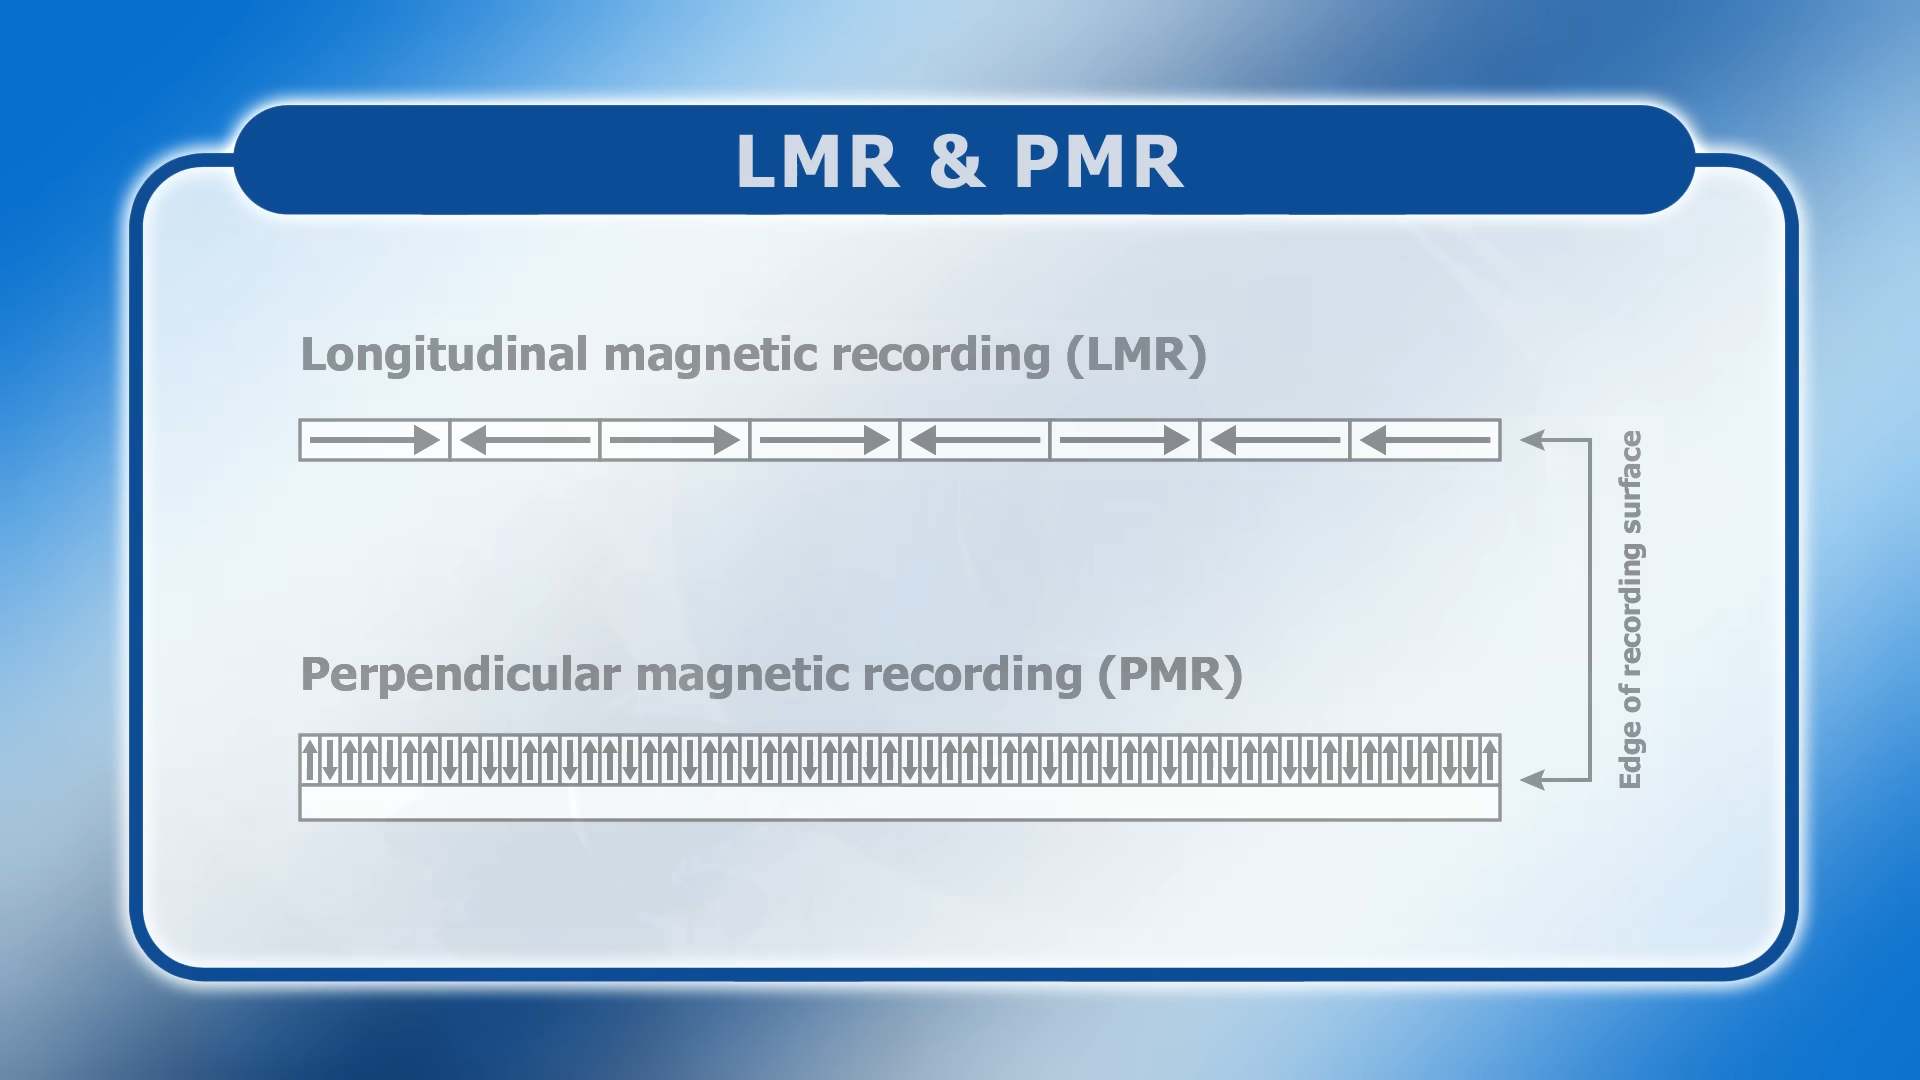 LMR & PMR
Longitudinal magnetic recording (LMR)
Edge of recording surface
Perpendicular magnetic recording (PMR)